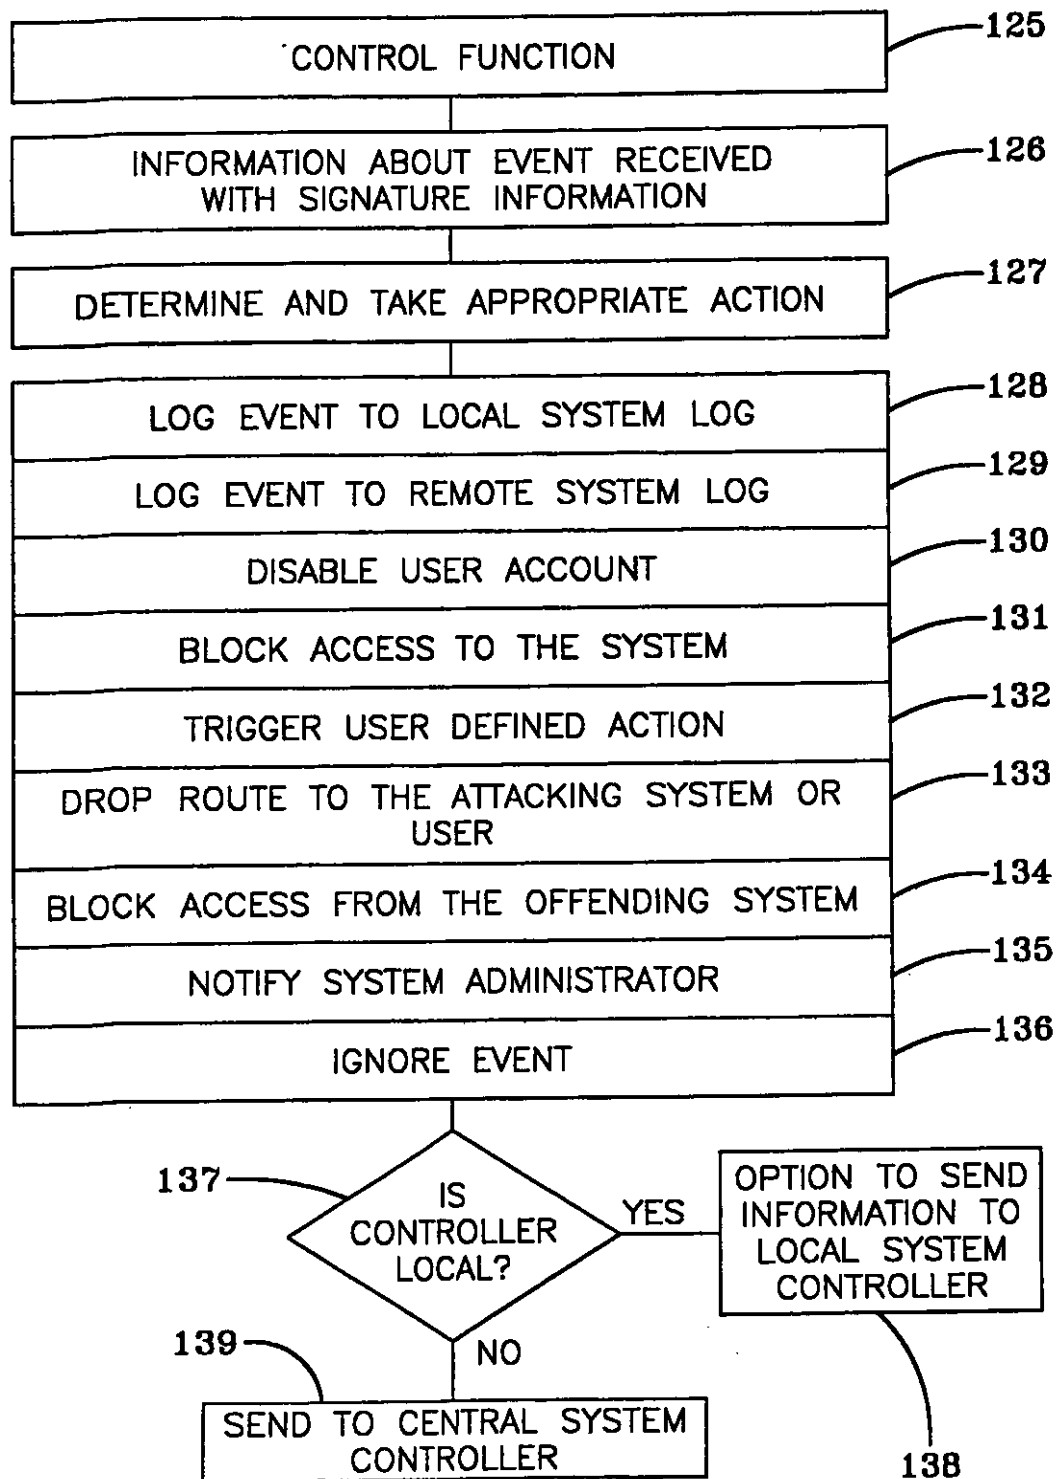 CONTROL FUNCTION
125
INFORMATION ABOUT EVENT RECEIVED
WITH SIGNATURE INFORMATION
126
DETERMINE AND TAKE APPROPRIATE ACTION
127
LOG EVENT TO LOCAL SYSTEM LOG
128
LOG EVENT TO REMOTE SYSTEM LOG
129
DISABLE USER ACCOUNT
130
BLOCK ACCESS TO THE SYSTEM
131
TRIGGER USER DEFINED ACTION
132
DROP ROUTE TO THE ATTACKING SYSTEM OR
USER
133
BLOCK ACCESS FROM THE OFFENDING SYSTEM
134
NOTIFY SYSTEM ADMINISTRATOR
135
IGNORE EVENT
136
137
IS
CONTROLLER
LOCAL?
YES
OPTION TO SEND
INFORMATION TO
LOCAL SYSTEM
CONTROLLER
138
NO
139
SEND TO CENTRAL SYSTEM
CONTROLLER